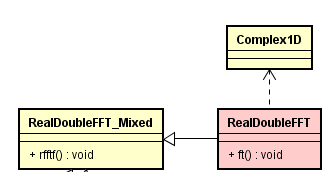 Complex1D
RealDoubleFFT_Mixed
RealDoubleFFT
+ rfftf() : void
+ ft() : void